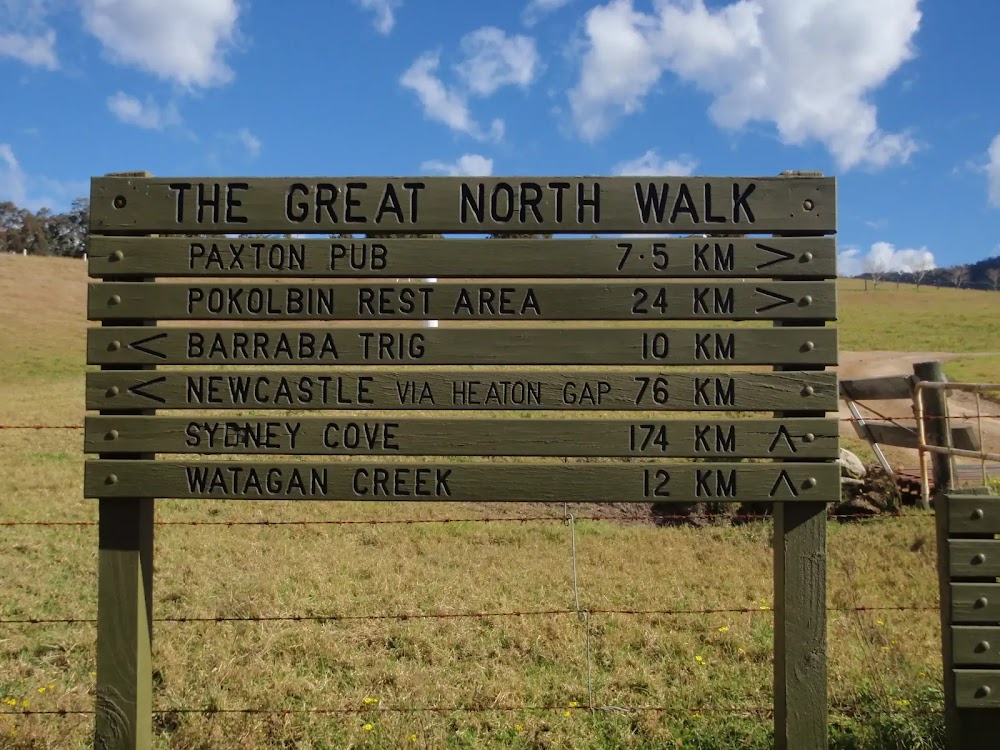 THE GREAT NORTH WALK
PAXTON PUB 7·5 KM >
POKOLBIN REST AREA 24 KM >
< BARRABA TRIG 10 KM
< NEWCASTLE VIA HEATON GAP 76 KM
SYDNEY COVE 174 KM ^
WATAGAN CREEK 12 KM ^